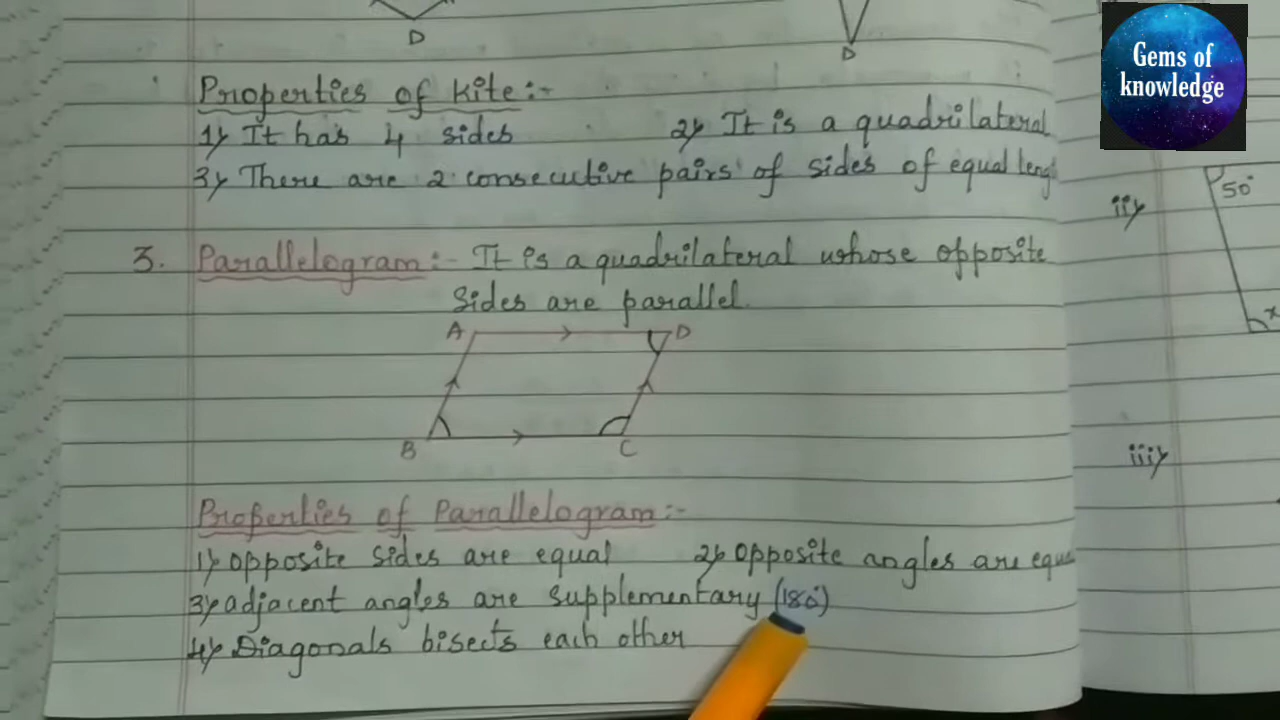 D
D
Gems of
knowledge
Properties of kite:-
1) It has 4 sides 2) It is a quadrilateral
3) There are 2 consecutive pairs of sides of equal leng
3. Parallelogram:- It is a quadrilateral whose opposite
sides are parallel.
A D
B C
Properties of Parallelogram:-
1) opposite sides are equal 2) opposite angles are equa
3) adjacent angles are supplementary (180°)
4) Diagonals bisects each other
ii)
50°
x
iii)